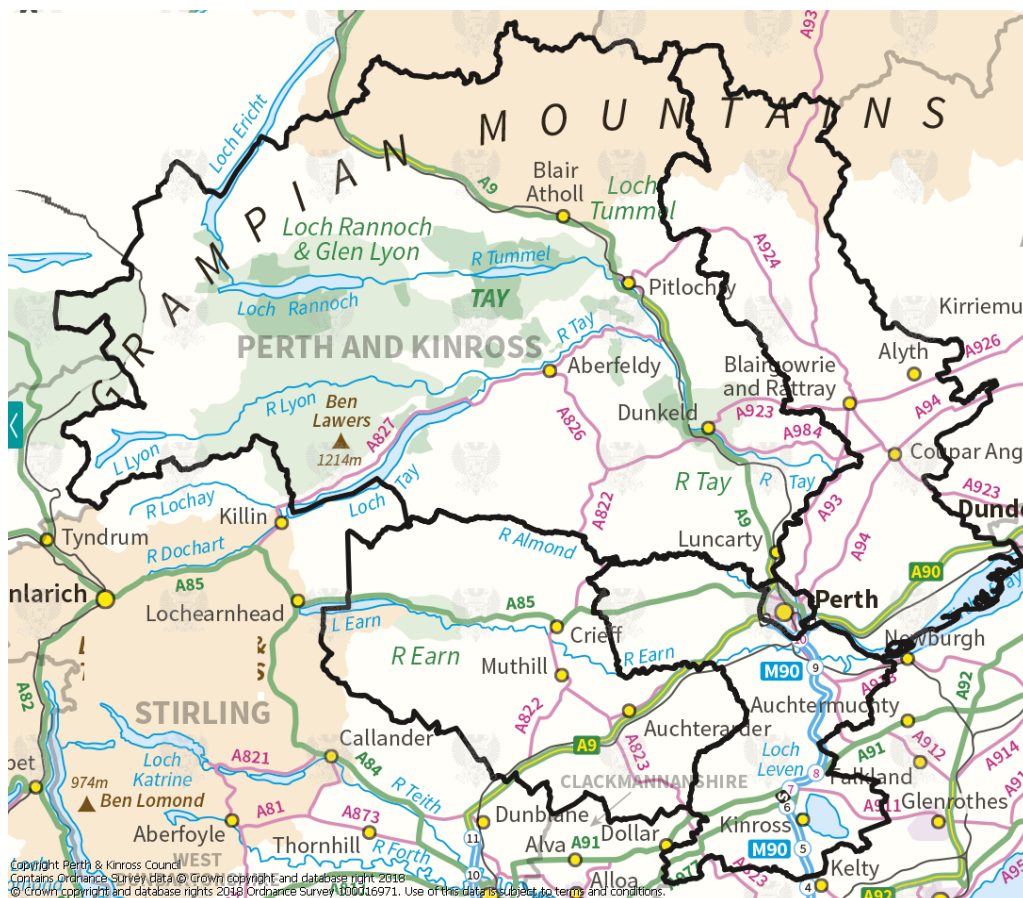 A93
Loch Ericht
GRAMPIAN MOUNTAINS
Blair
Atholl
A9
Loch
Tummel
Loch Rannoch
& Glen Lyon
R Tummel
A924
Loch Rannoch
TAY
Pitlochry
Kirriemu
PERTH AND KINROSS
R Tay
A926
Alyth
Aberfeldy
Blairgowrie
and Rattray
R Lyon
Ben
Lawers
1214m
A827
A826
Dunkeld
A923
A94
A984
L Lyon
Coupar Ang
R Tay
R Tay
A923
R Lochay
Loch Tay
A822
A93
Dunde
Killin
A9
Tyndrum
R Almond
Luncarty
A94
R Dochart
A85
A90
nlarich
Lochearnhead
A85
Perth
L Earn
Crieff
10
Newburgh
R Earn
Muthill
R Earn
M90
9
A913
A82
A92
STIRLING
A822
Auchtermuchty
Auchterarder
Callander
A9
A823
Loch
Leven
A91
A912
A914
Loch
Katrine
A821
A84
8
Falkland
pet
974m
Ben Lomond
CLACKMANNANSHIRE
7
6
A911
Glenrothes
R Teith
A81
A873
Aberfoyle
Dunblane
Kinross
Thornhill
11
Alva
A91
Dollar
M90
5
WEST
R Forth
10
Alloa
A977
A823
Kelty
4
A92
Copyright Perth & Kinross Council
Contains Ordnance Survey data © Crown copyright and database right 2018
© Crown copyright and database rights 2018 Ordnance Survey 100016971. Use of this data is subject to terms and conditions.